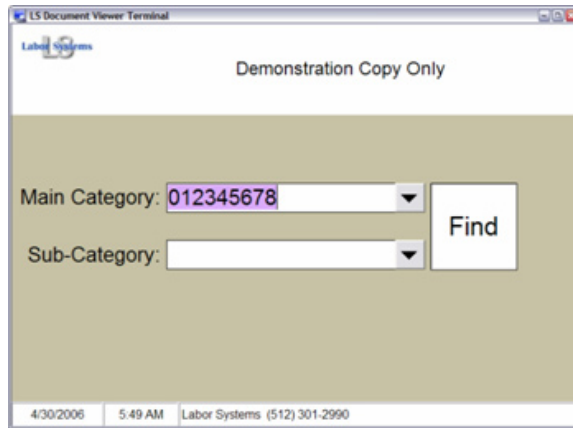 LS Document Viewer Terminal
Labor Systems
LS
Demonstration Copy Only
Main Category: 012345678
Find
Sub-Category:
4/30/2006 5:49 AM Labor Systems (512) 301-2990